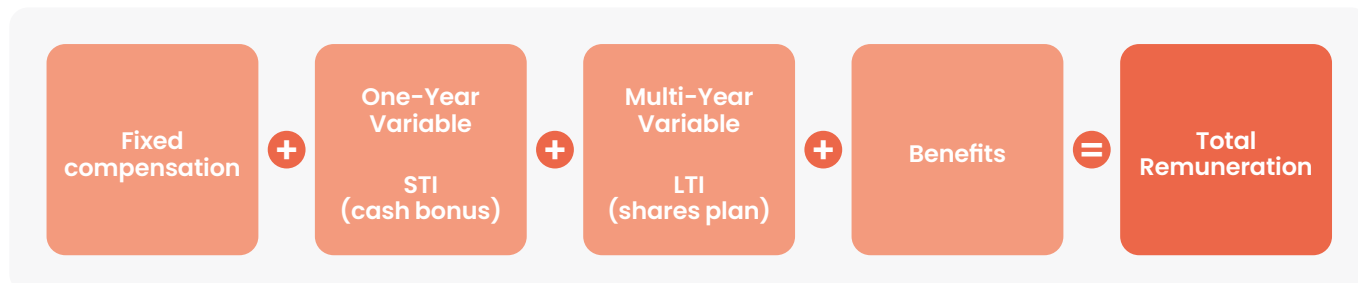 Fixed
compensation
+
One-Year
Variable
STI
(cash bonus)
+
Multi-Year
Variable
LTI
(shares plan)
+
Benefits
=
Total
Remuneration